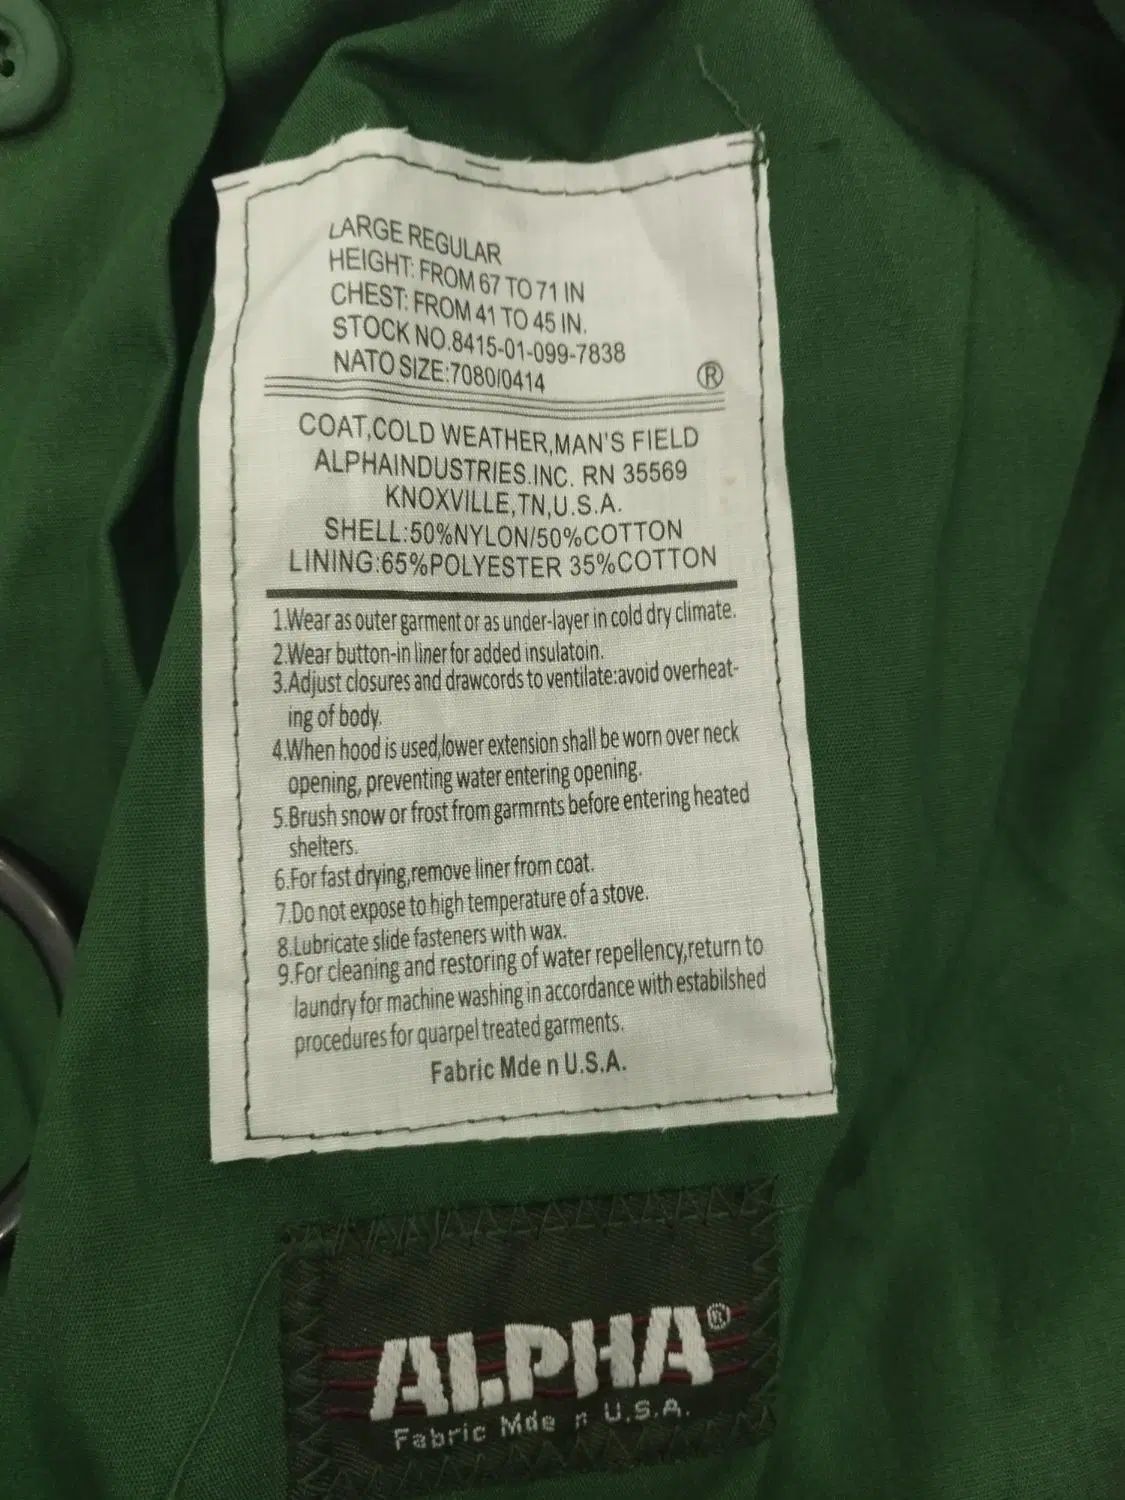 LARGE REGULAR
HEIGHT: FROM 67 TO 71 IN
CHEST: FROM 41 TO 45 IN.
STOCK NO.8415-01-099-7838
NATO SIZE:7080/0414
®
COAT,COLD WEATHER,MAN'S FIELD
ALPHAINDUSTRIES.INC. RN 35569
KNOXVILLE,TN,U.S.A.
SHELL:50%NYLON/50%COTTON
LINING:65%POLYESTER 35%COTTON
1.Wear as outer garment or as under-layer in cold dry climate.
2.Wear button-in liner for added insulatoin.
3.Adjust closures and drawcords to ventilate:avoid overheat-
ing of body.
4.When hood is used,lower extension shall be worn over neck
opening, preventing water entering opening.
5.Brush snow or frost from garmrnts before entering heated
shelters.
6.For fast drying,remove liner from coat.
7.Do not expose to high temperature of a stove.
8.Lubricate slide fasteners with wax.
9.For cleaning and restoring of water repellency,return to
laundry for machine washing in accordance with estabilshed
procedures for quarpel treated garments.
Fabric Mde n U.S.A.
ALPHA®
Fabric Mde n U.S.A.